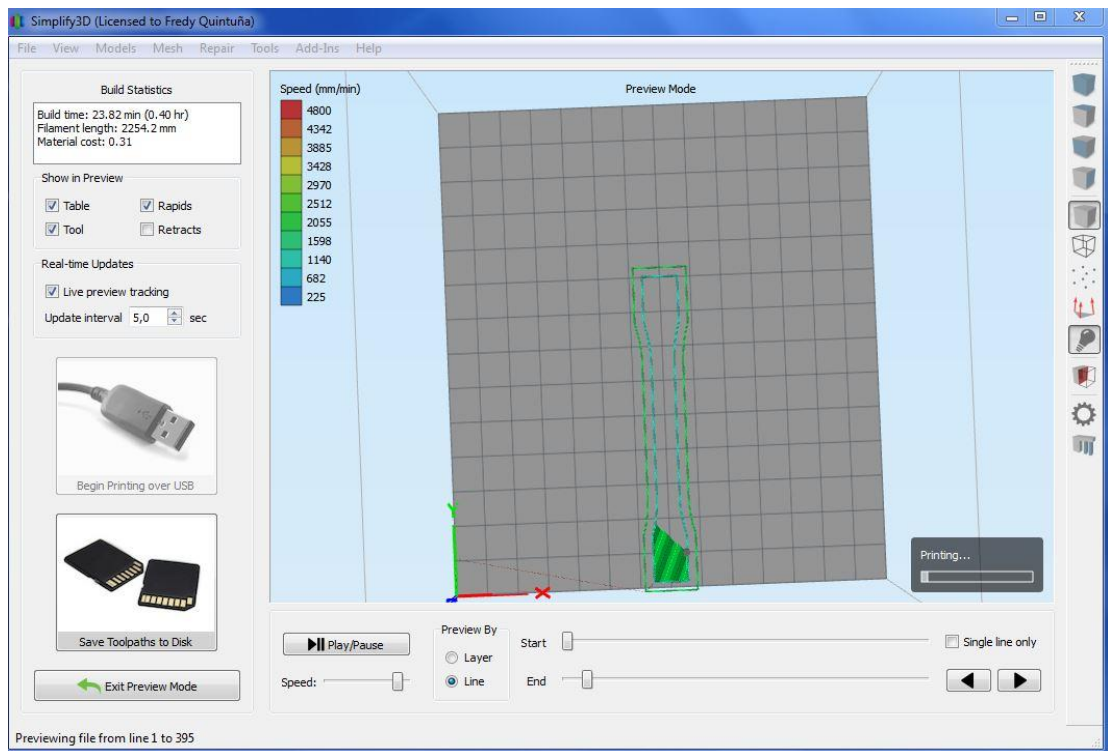 Simplify3D (Licensed to Fredy Quintuña)
File View Models Mesh Repair Tools Add-Ins Help
Build Statistics
Build time: 23.82 min (0.40 hr)
Filament length: 2254.2 mm
Material cost: 0.31
Show in Preview
Table Rapids
Tool Retracts
Real-time Updates
Live preview tracking
Update interval 5,0 sec
Begin Printing over USB
Save Toolpaths to Disk
Exit Preview Mode
Speed (mm/min)
4800
4342
3885
3428
2970
2512
2055
1598
1140
682
225
Preview Mode
Y
X
Printing...
Play/Pause
Speed:
Preview By
Layer
Line
Start
End
Single line only
Previewing file from line 1 to 395